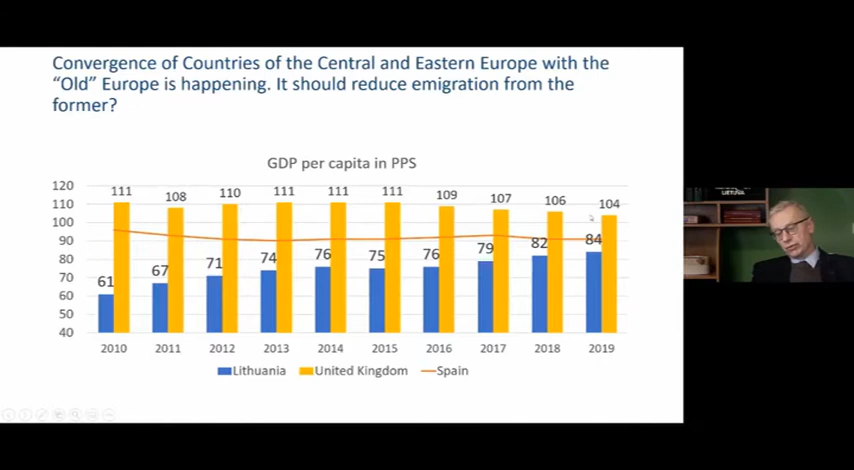 Convergence of Countries of the Central and Eastern Europe with the
“Old” Europe is happening. It should reduce emigration from the
former?
GDP per capita in PPS
120
110
100
90
80
70
60
50
40
111 108 110 111 111 111 109 107 106 104
61 67 71 74 76 75 76 79 82 84
2010 2011 2012 2013 2014 2015 2016 2017 2018 2019
Lithuania United Kingdom Spain